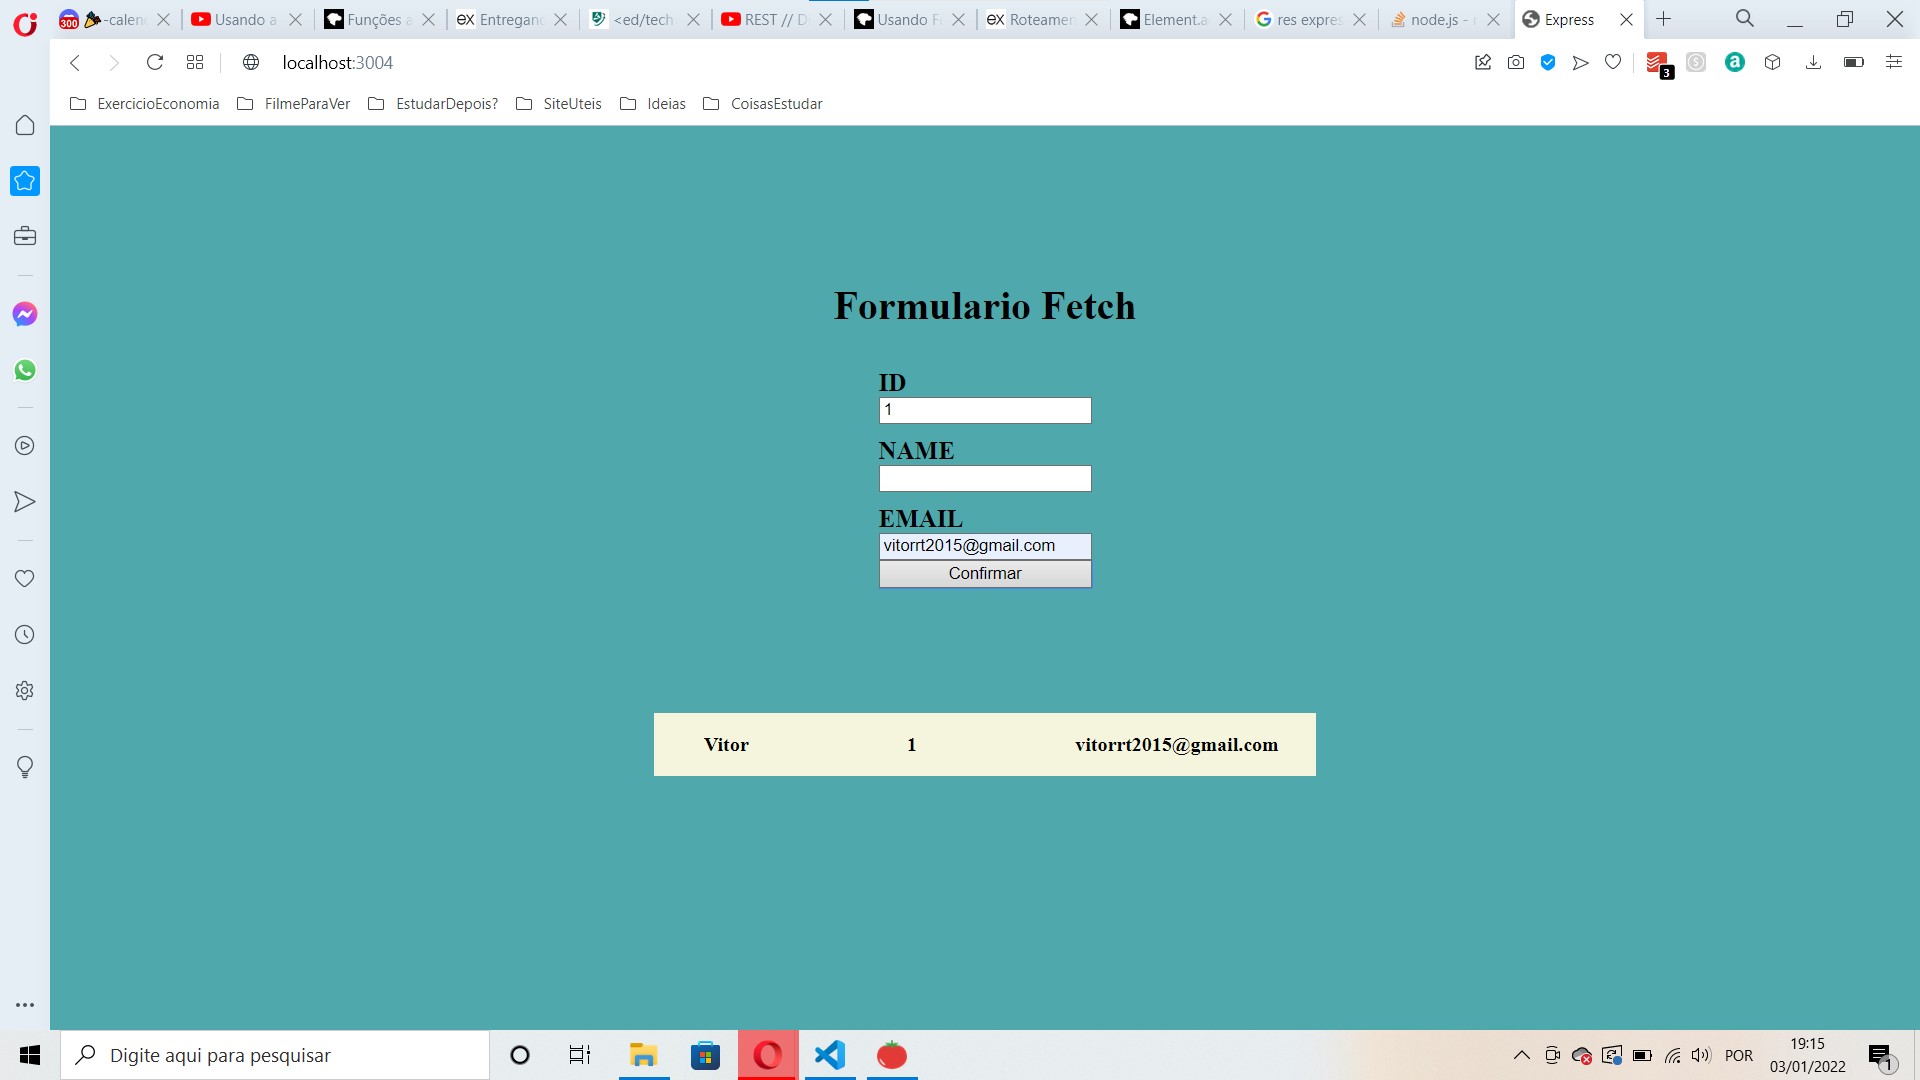 300
-calen
Usando a
Funções a
Entregand
<ed/tech
REST // D
Usando Fe
Roteamen
Element.a
res expres
node.js - r
Express
localhost:3004
3
ExercicioEconomia
FilmeParaVer
EstudarDepois?
SiteUteis
Ideias
CoisasEstudar
Formulario Fetch
ID
1
NAME
EMAIL
vitorrt2015@gmail.com
Confirmar
Vitor 1 vitorrt2015@gmail.com
Digite aqui para pesquisar
POR
19:15
03/01/2022
1